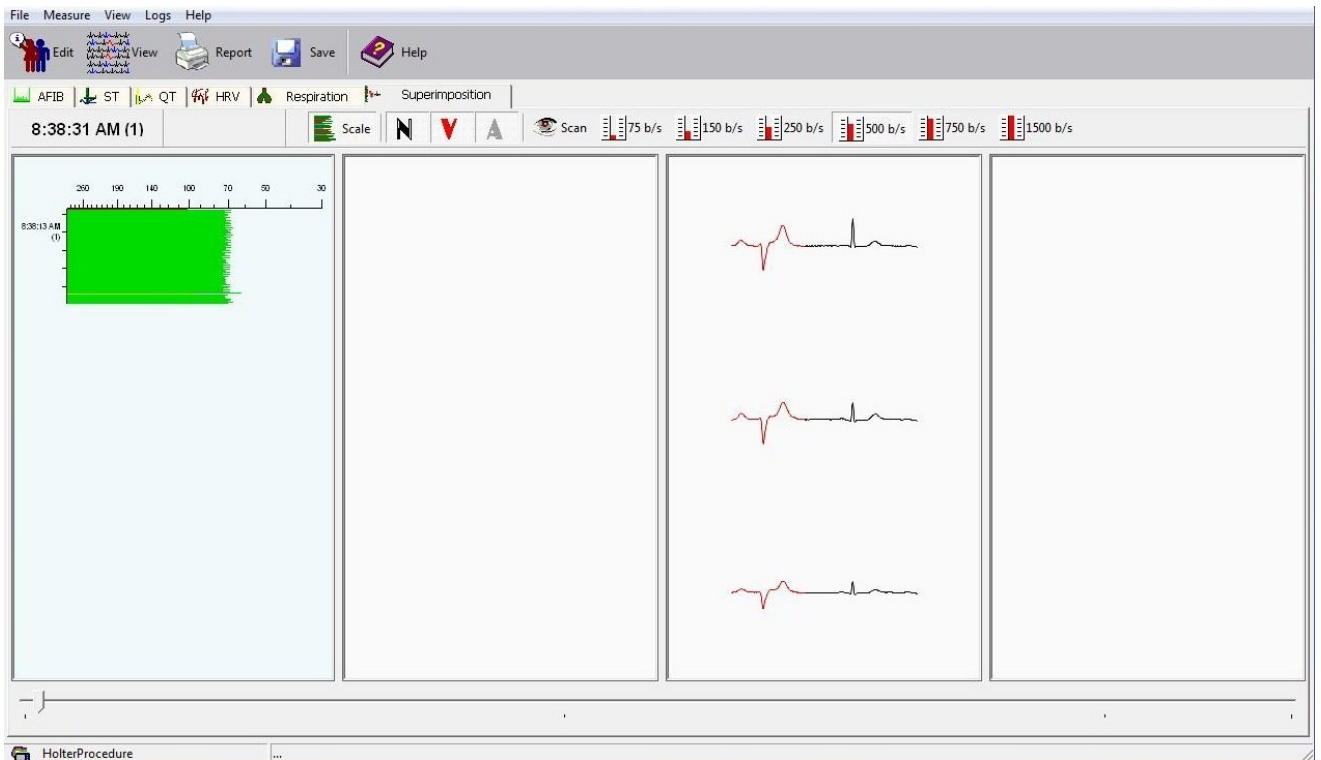 File Measure View Logs Help
Edit View Report Save Help
AFIB ST QT HRV Respiration Superimposition
8:38:31 AM (1) Scale N V A Scan 75 b/s 150 b/s 250 b/s 500 b/s 750 b/s 1500 b/s
260 190 140 100 70 50 30
8:38:13 AM
(1)
HolterProcedure ...